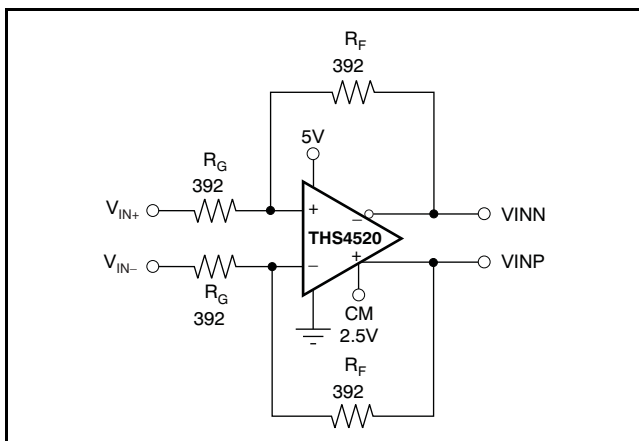 R_F
392
5V
R_G
392
V_IN+
+
−
VINN
THS4520
V_IN−
−
+
VINP
R_G
392
CM
2.5V
R_F
392